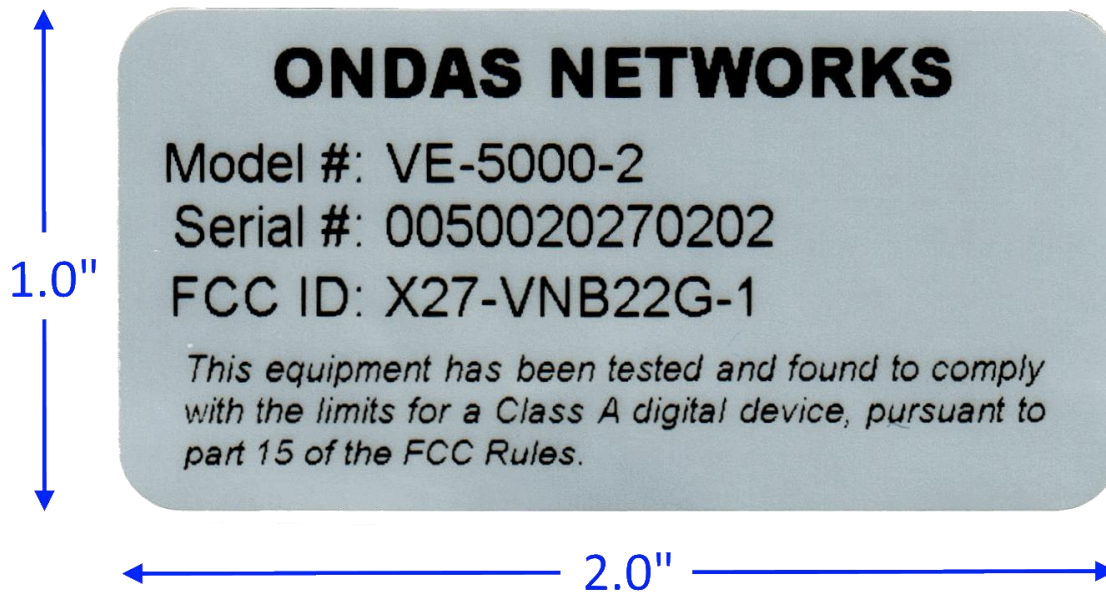 ONDAS NETWORKS
Model #: VE-5000-2
Serial #: 0050020270202
FCC ID: X27-VNB22G-1
This equipment has been tested and found to comply
with the limits for a Class A digital device, pursuant to
part 15 of the FCC Rules.
1.0"
2.0"